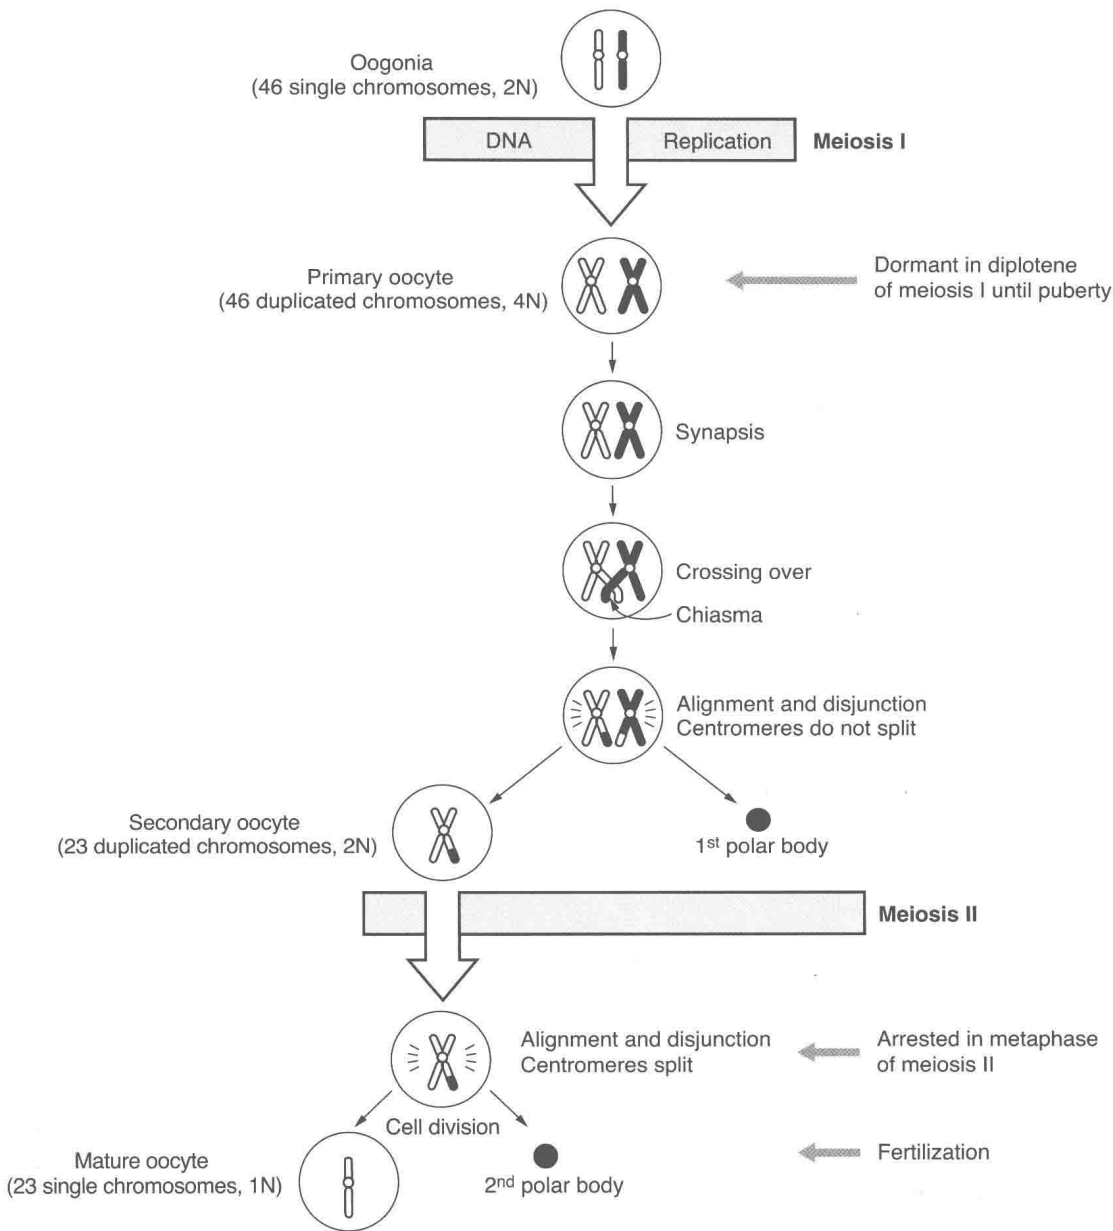 Oogonia
(46 single chromosomes, 2N)
DNA
Replication
Meiosis I
Primary oocyte
(46 duplicated chromosomes, 4N)
Dormant in diplotene
of meiosis I until puberty
Synapsis
Crossing over
Chiasma
Alignment and disjunction
Centromeres do not split
Secondary oocyte
(23 duplicated chromosomes, 2N)
1st polar body
Meiosis II
Alignment and disjunction
Centromeres split
Arrested in metaphase
of meiosis II
Cell division
Mature oocyte
(23 single chromosomes, 1N)
2nd polar body
Fertilization